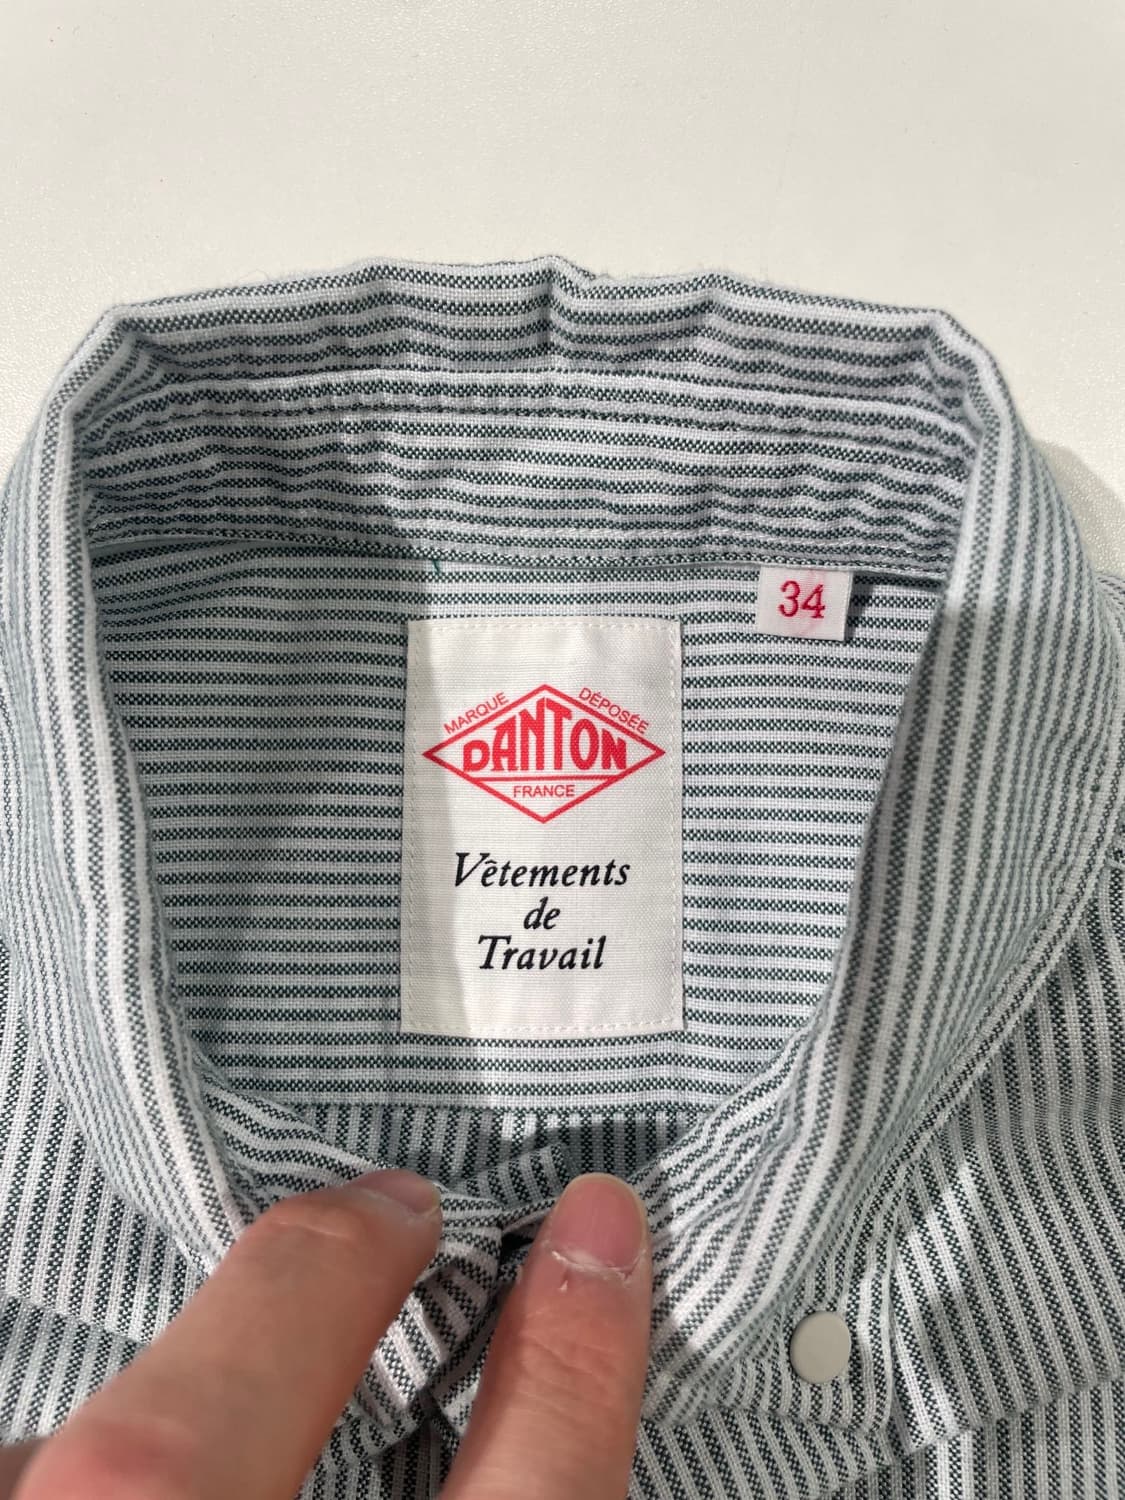 34
MARQUE DÉPOSÉE
DANTON
FRANCE
Vêtements
de
Travail